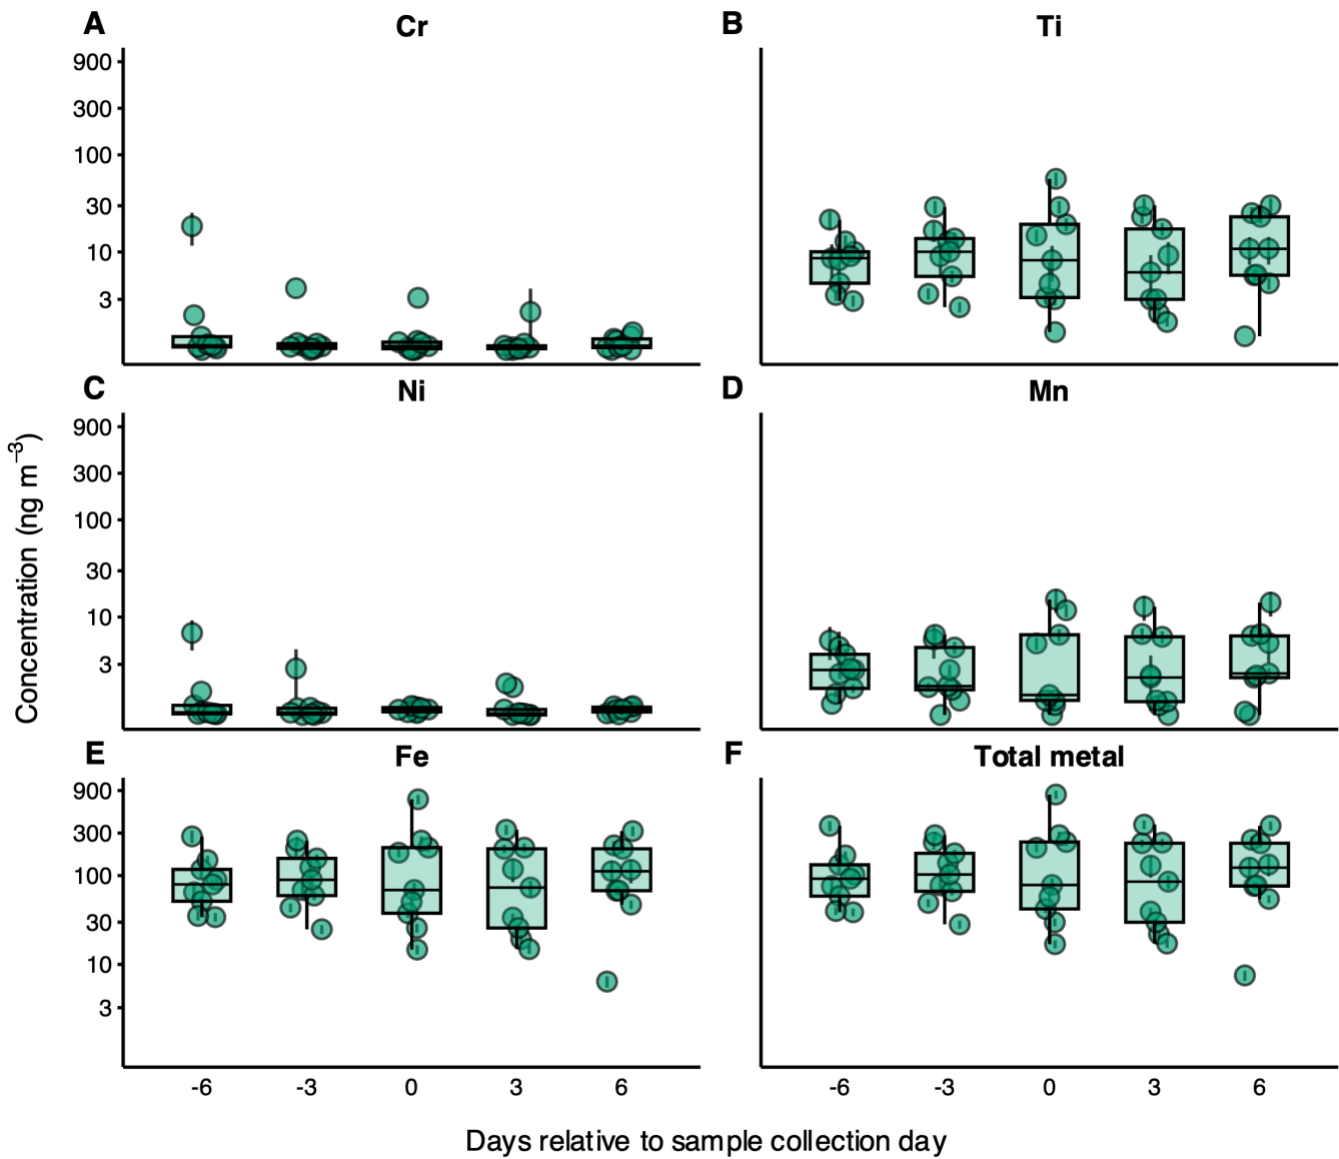 A
Cr
B
Ti
900
300
100
30
10
3
C
Ni
D
Mn
900
300
100
30
10
3
E
Fe
F
Total metal
900
300
100
30
10
3
Concentration (ng m⁻³)
-6 -3 0 3 6
-6 -3 0 3 6
Days relative to sample collection day